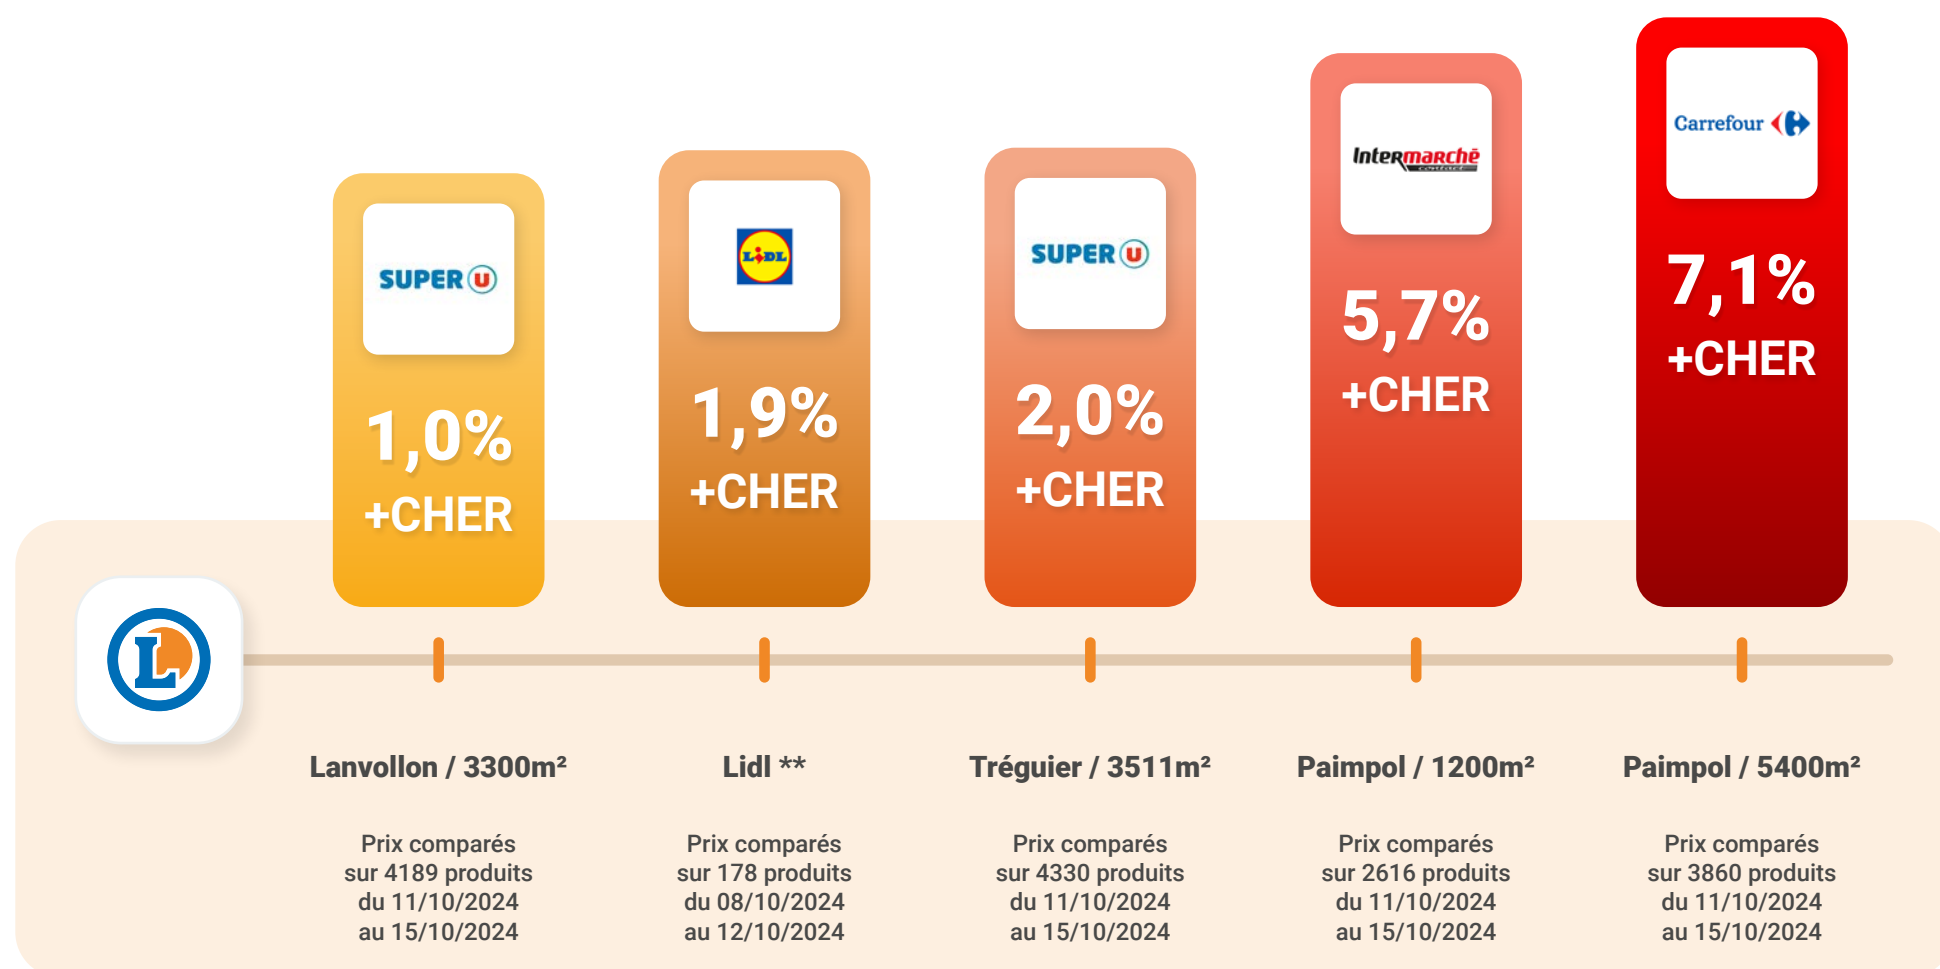 SUPER U
1,0%
+CHER
LIDL
1,9%
+CHER
SUPER U
2,0%
+CHER
Intermarchē
contact
5,7%
+CHER
Carrefour
7,1%
+CHER
L
Lanvollon / 3300m²
Prix comparés
sur 4189 produits
du 11/10/2024
au 15/10/2024
Lidl **
Prix comparés
sur 178 produits
du 08/10/2024
au 12/10/2024
Tréguier / 3511m²
Prix comparés
sur 4330 produits
du 11/10/2024
au 15/10/2024
Paimpol / 1200m²
Prix comparés
sur 2616 produits
du 11/10/2024
au 15/10/2024
Paimpol / 5400m²
Prix comparés
sur 3860 produits
du 11/10/2024
au 15/10/2024